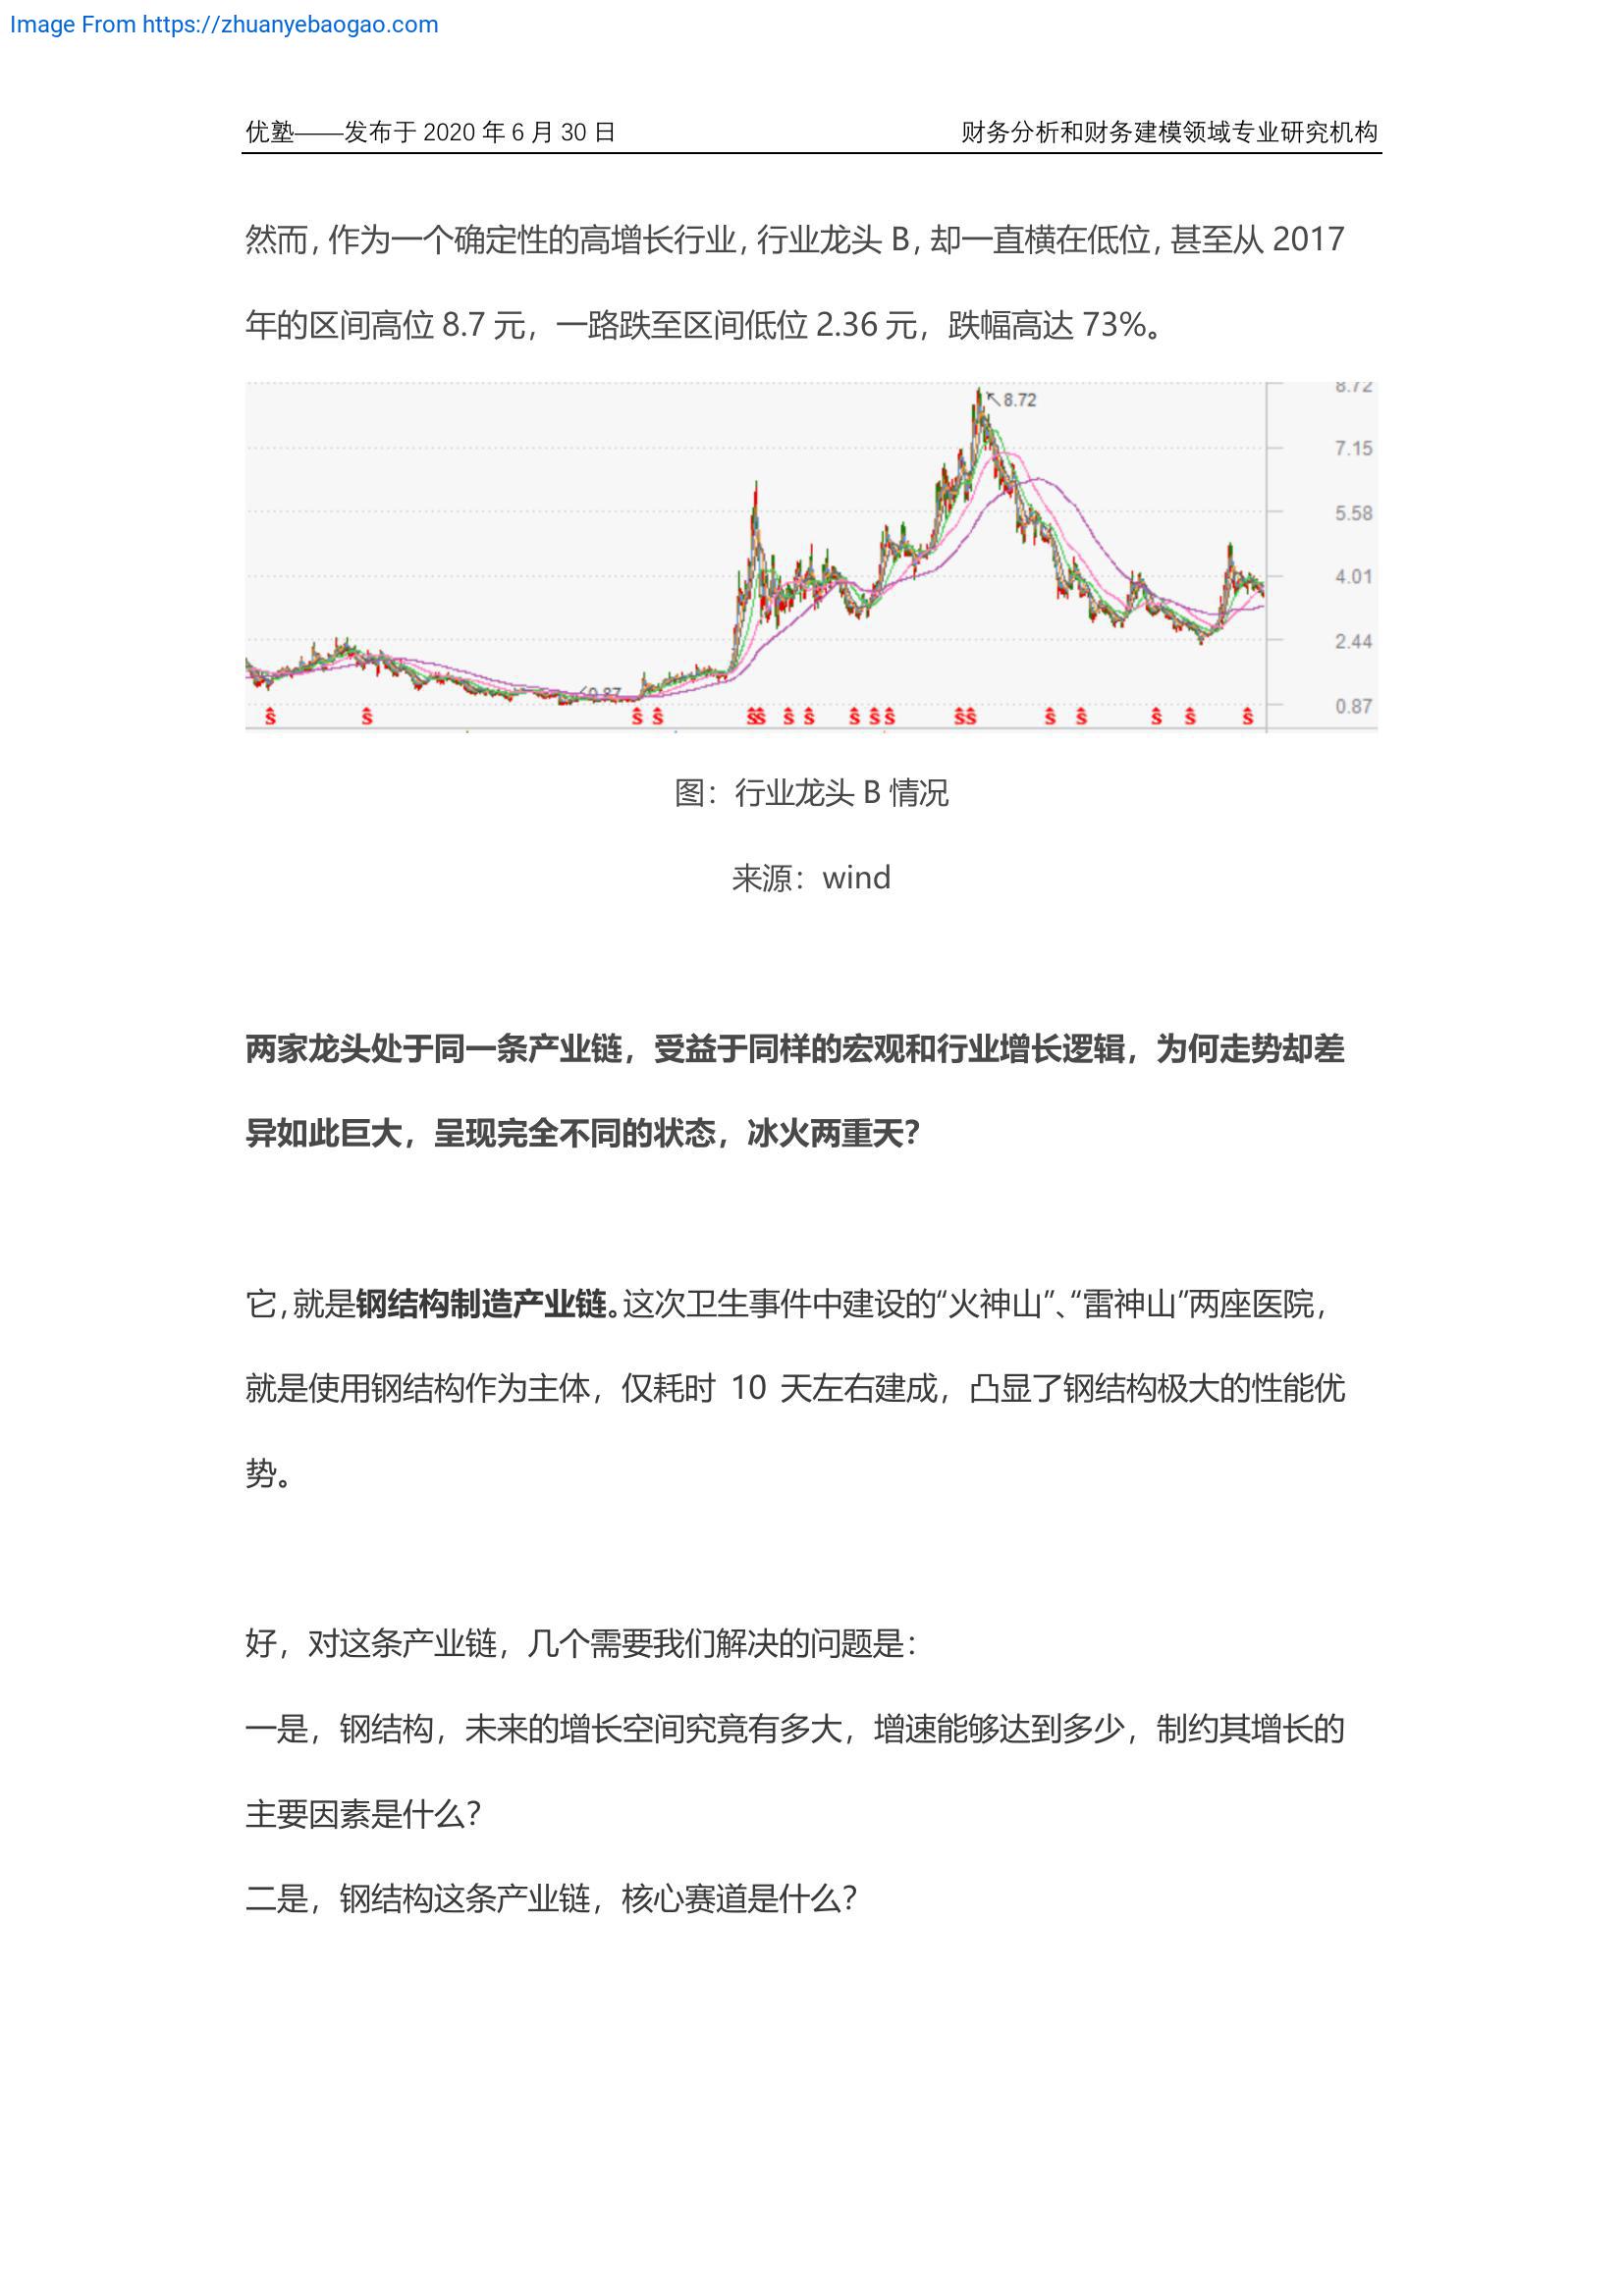 Image From https://zhuanyebaogao.com
优塾——发布于 2020 年 6 月 30 日 财务分析和财务建模领域专业研究机构
然而，作为一个确定性的高增长行业，行业龙头 B，却一直横在低位，甚至从 2017
年的区间高位 8.7 元，一路跌至区间低位 2.36 元，跌幅高达 73%。
8.72
8.72
7.15
5.58
4.01
2.44
0.87
0.87
S S S S S S S S S S S S S S S S S S
图：行业龙头 B 情况
来源：wind
两家龙头处于同一条产业链，受益于同样的宏观和行业增长逻辑，为何走势却差
异如此巨大，呈现完全不同的状态，冰火两重天？
它，就是钢结构制造产业链。这次卫生事件中建设的“火神山”、“雷神山”两座医院，
就是使用钢结构作为主体，仅耗时 10 天左右建成，凸显了钢结构极大的性能优
势。
好，对这条产业链，几个需要我们解决的问题是：
一是，钢结构，未来的增长空间究竟有多大，增速能够达到多少，制约其增长的
主要因素是什么？
二是，钢结构这条产业链，核心赛道是什么？